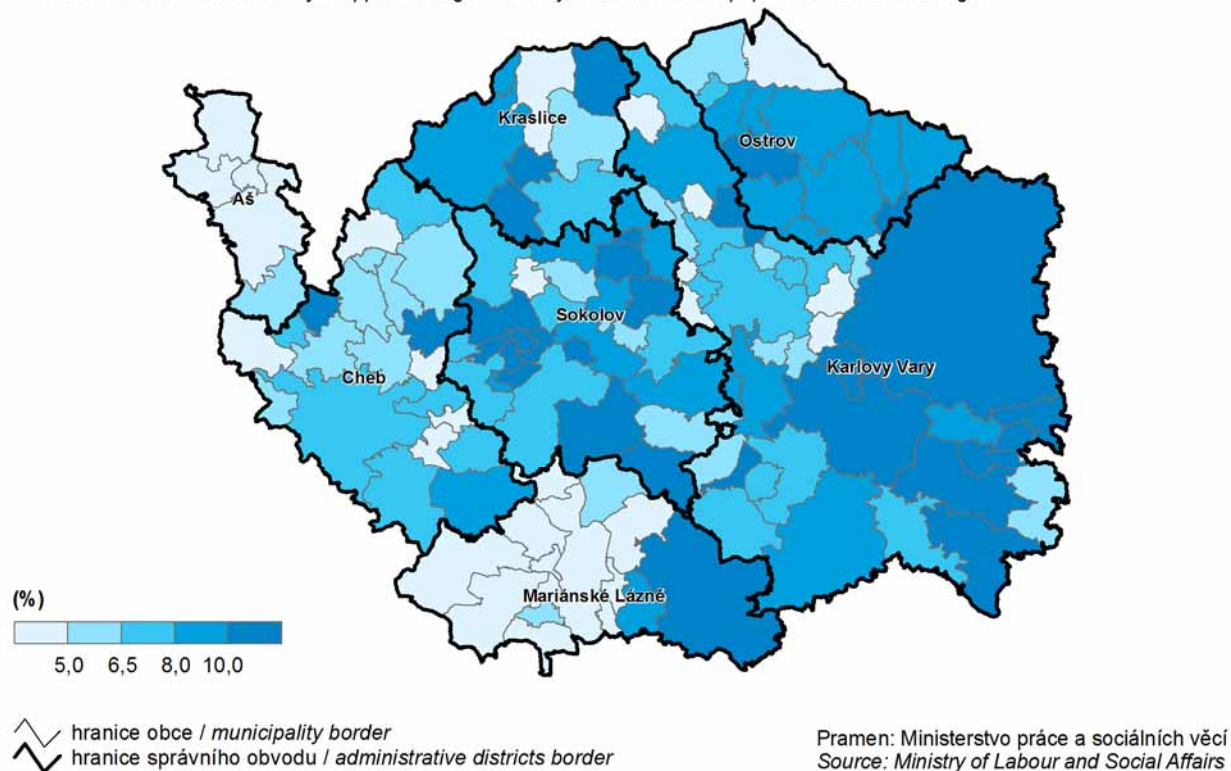 Kraslice
Ostrov
Aš
Sokolov
Karlovy Vary
Cheb
Mariánské Lázně
(%)
5,0 6,5 8,0 10,0
hranice obce / municipality border
hranice správního obvodu / administrative districts border
Pramen: Ministerstvo práce a sociálních věcí
Source: Ministry of Labour and Social Affairs